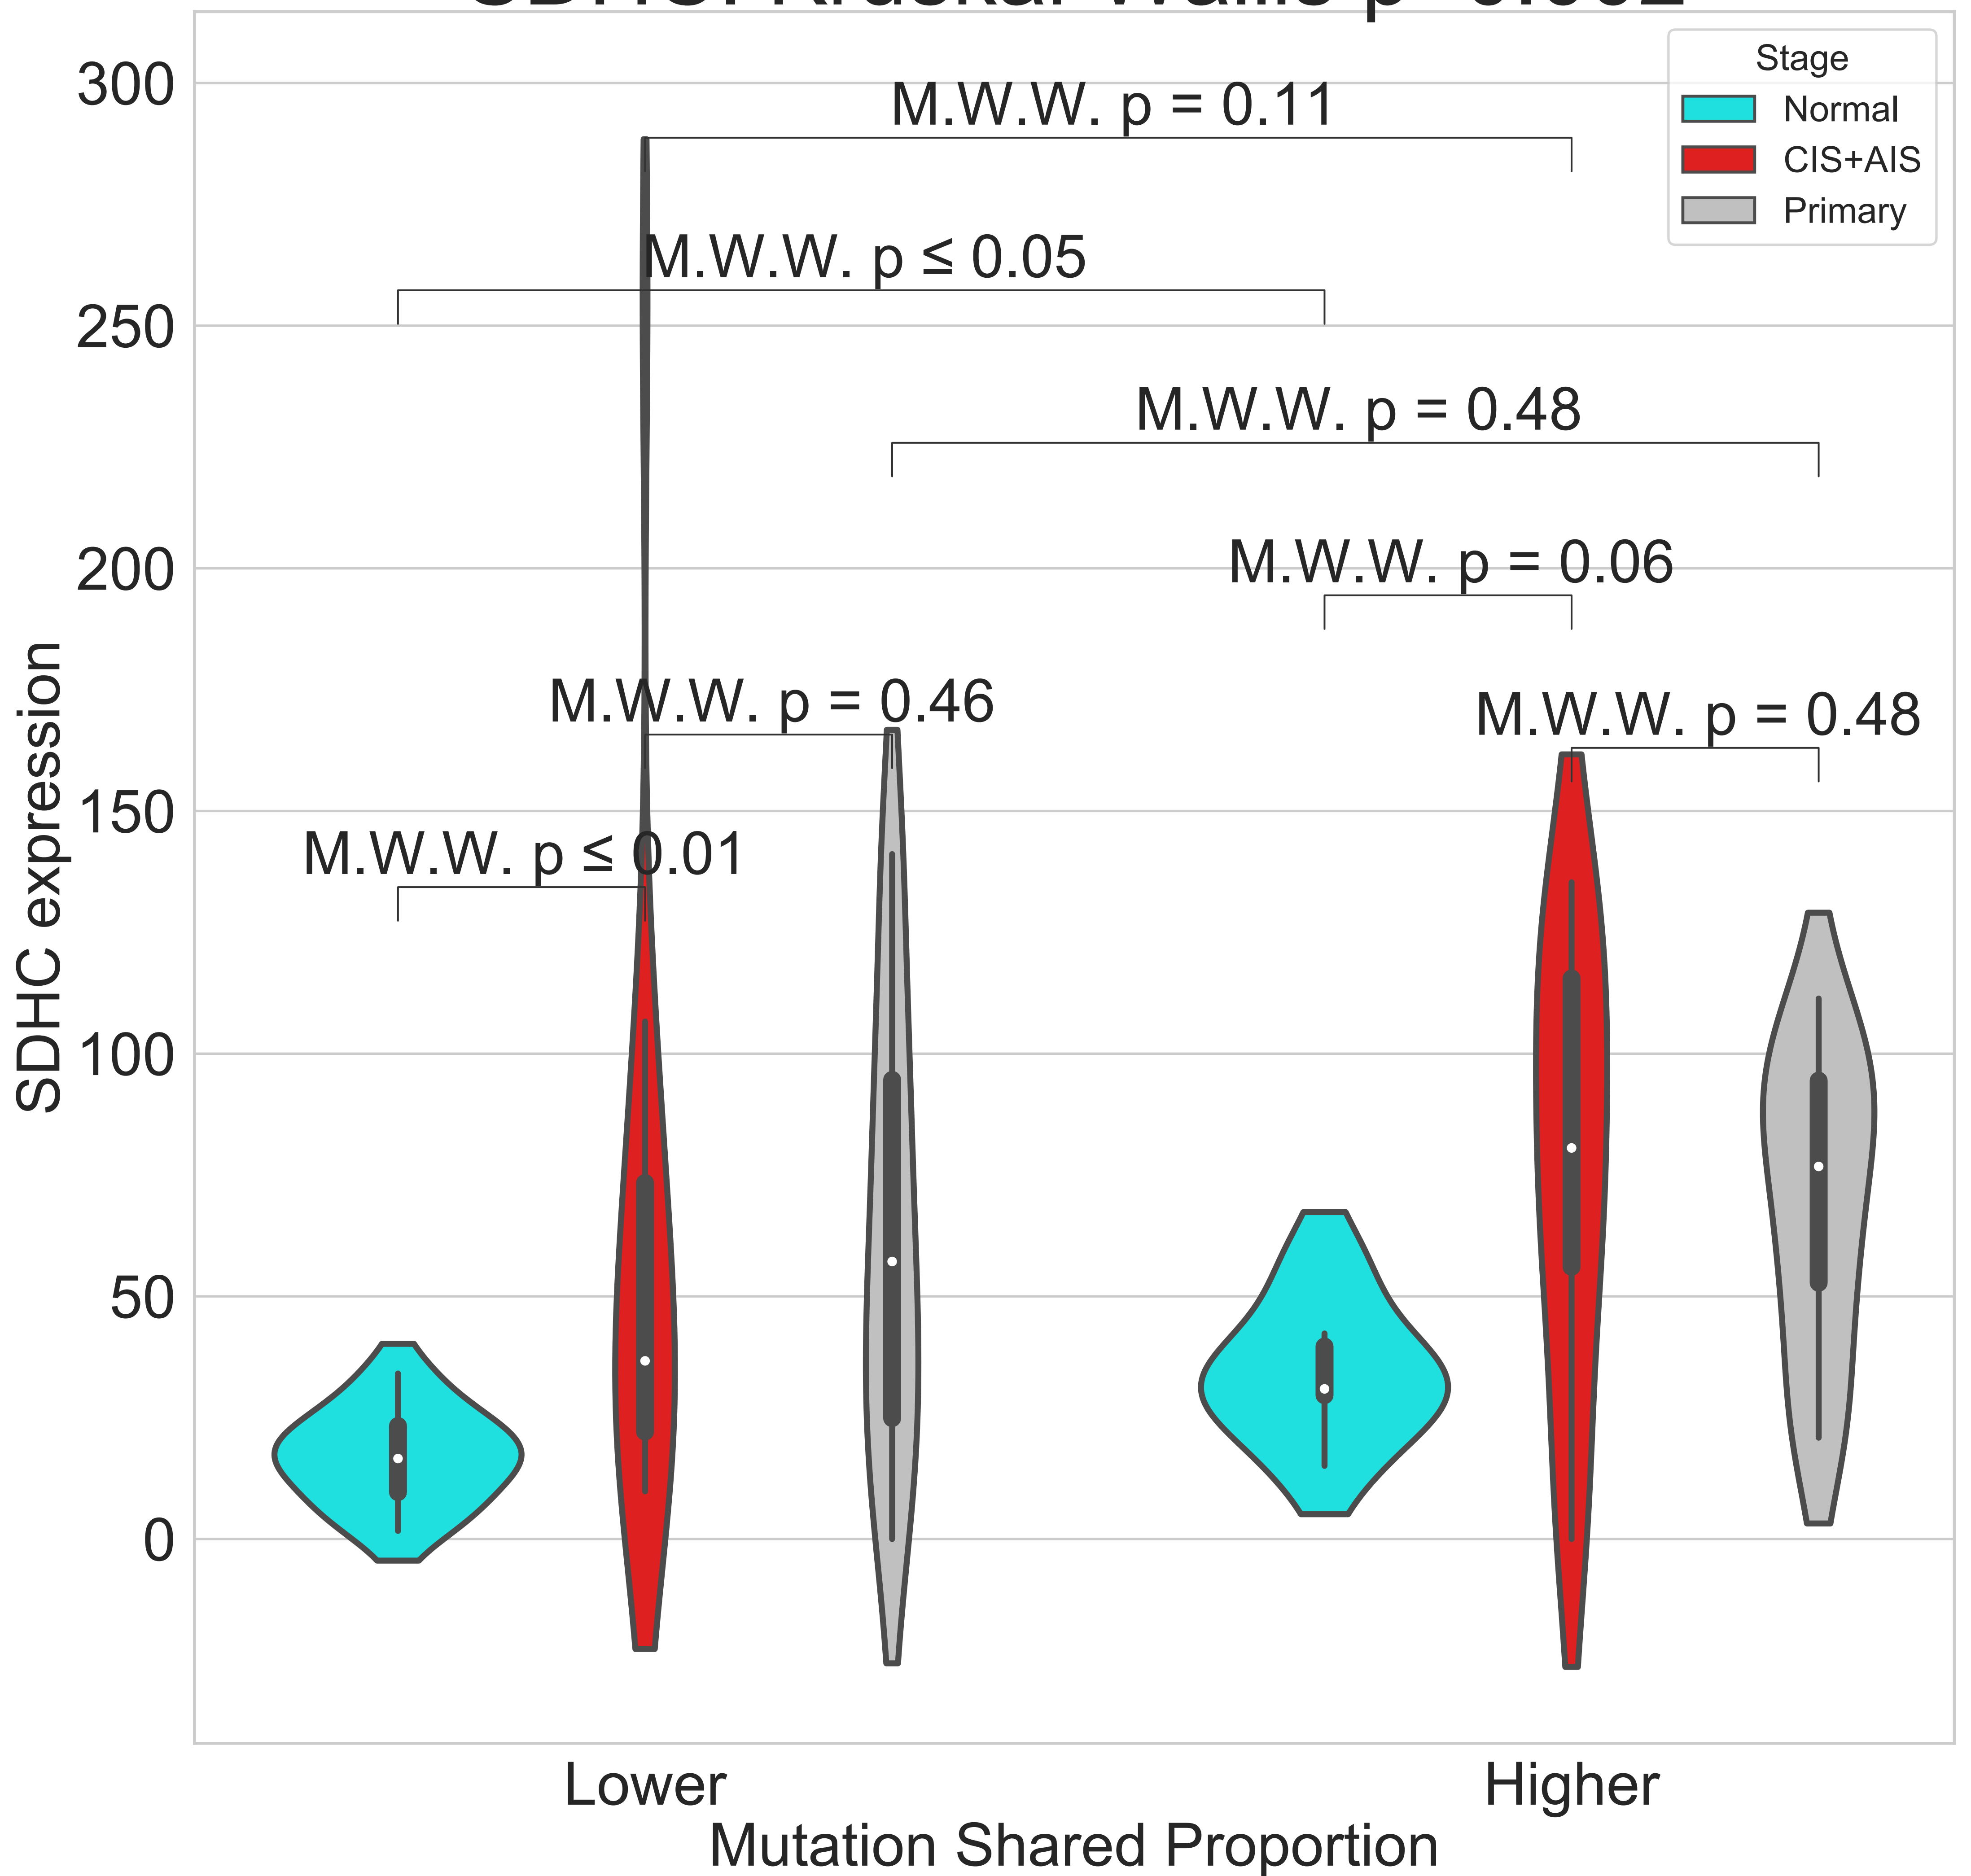 300
250
200
150
100
50
0
SDHC expression
Stage
Normal
CIS+AIS
Primary
M.W.W. p = 0.11
M.W.W. p ≤ 0.05
M.W.W. p = 0.48
M.W.W. p = 0.06
M.W.W. p = 0.46
M.W.W. p = 0.48
M.W.W. p ≤ 0.01
Lower
Higher
Mutation Shared Proportion